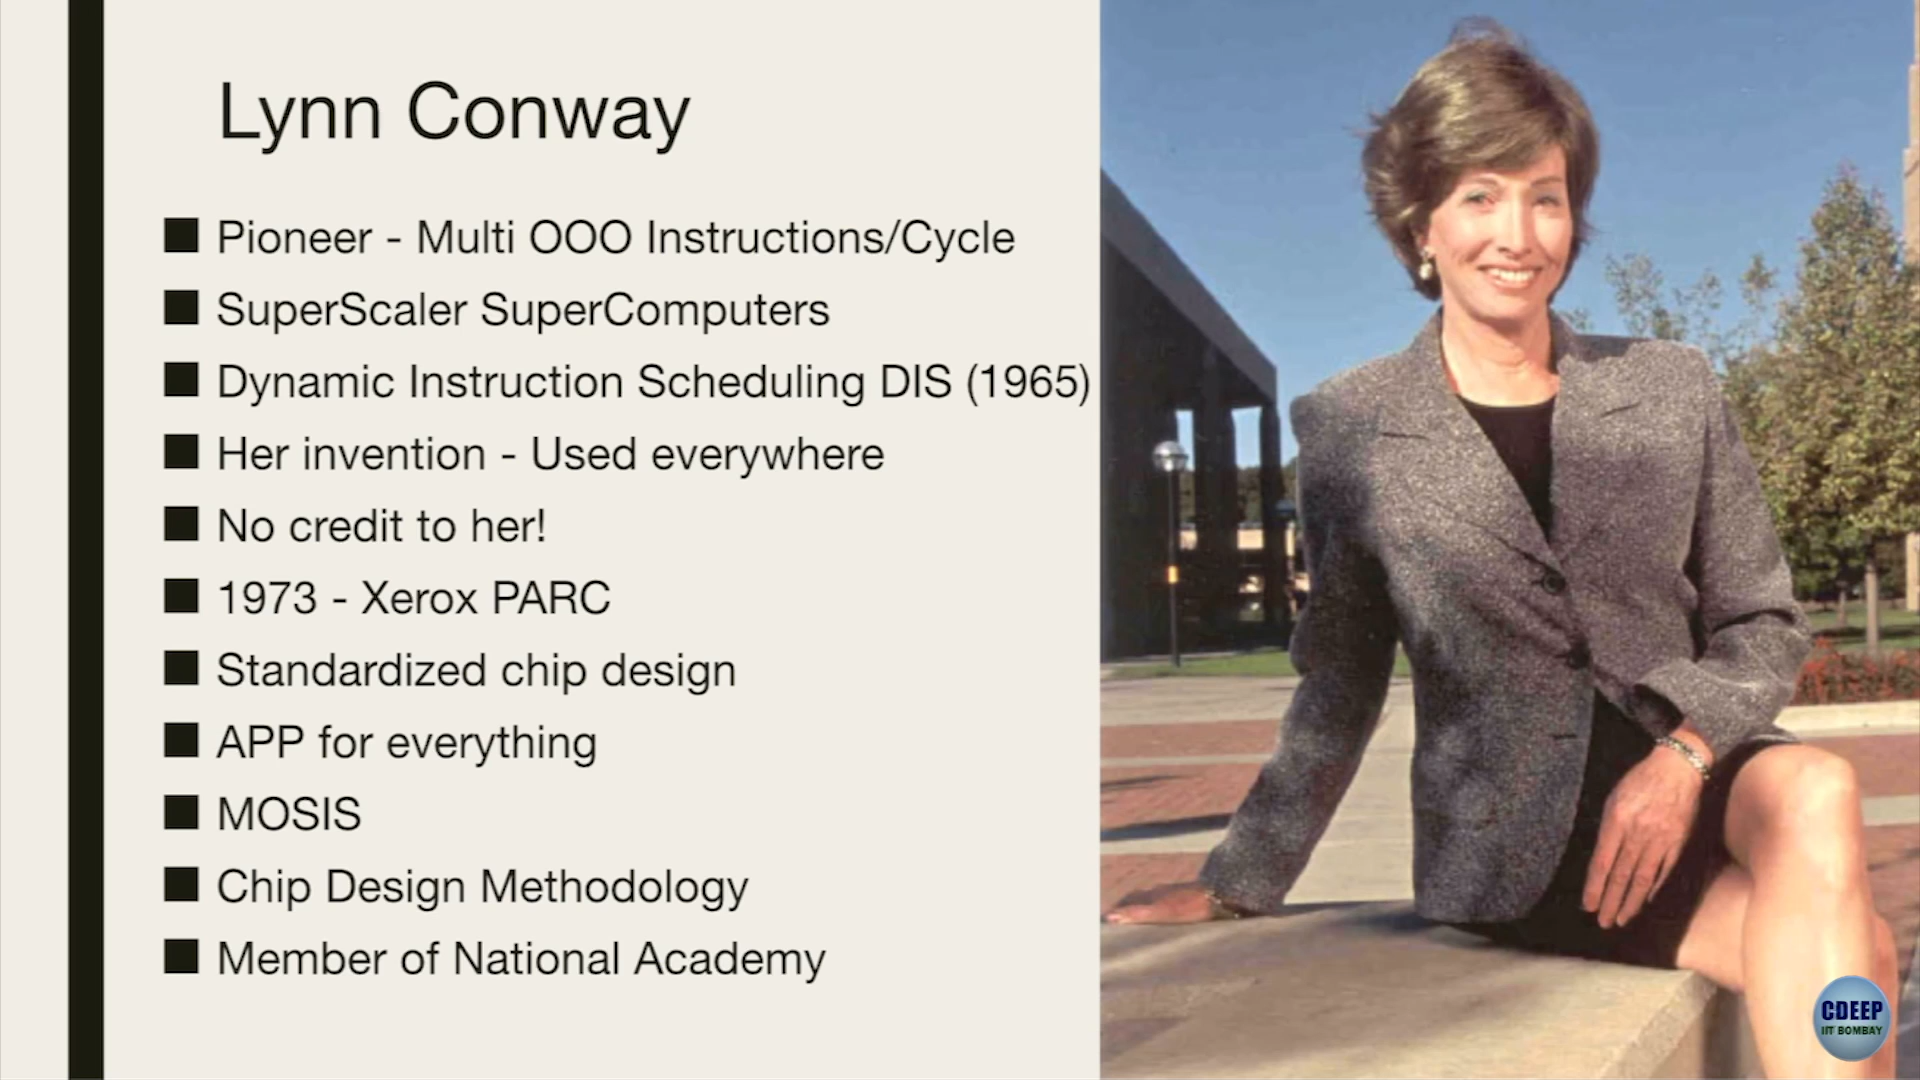 Lynn Conway
■ Pioneer - Multi OOO Instructions/Cycle
■ SuperScaler SuperComputers
■ Dynamic Instruction Scheduling DIS (1965)
■ Her invention - Used everywhere
■ No credit to her!
■ 1973 - Xerox PARC
■ Standardized chip design
■ APP for everything
■ MOSIS
■ Chip Design Methodology
■ Member of National Academy
CDEEP
IIT BOMBAY